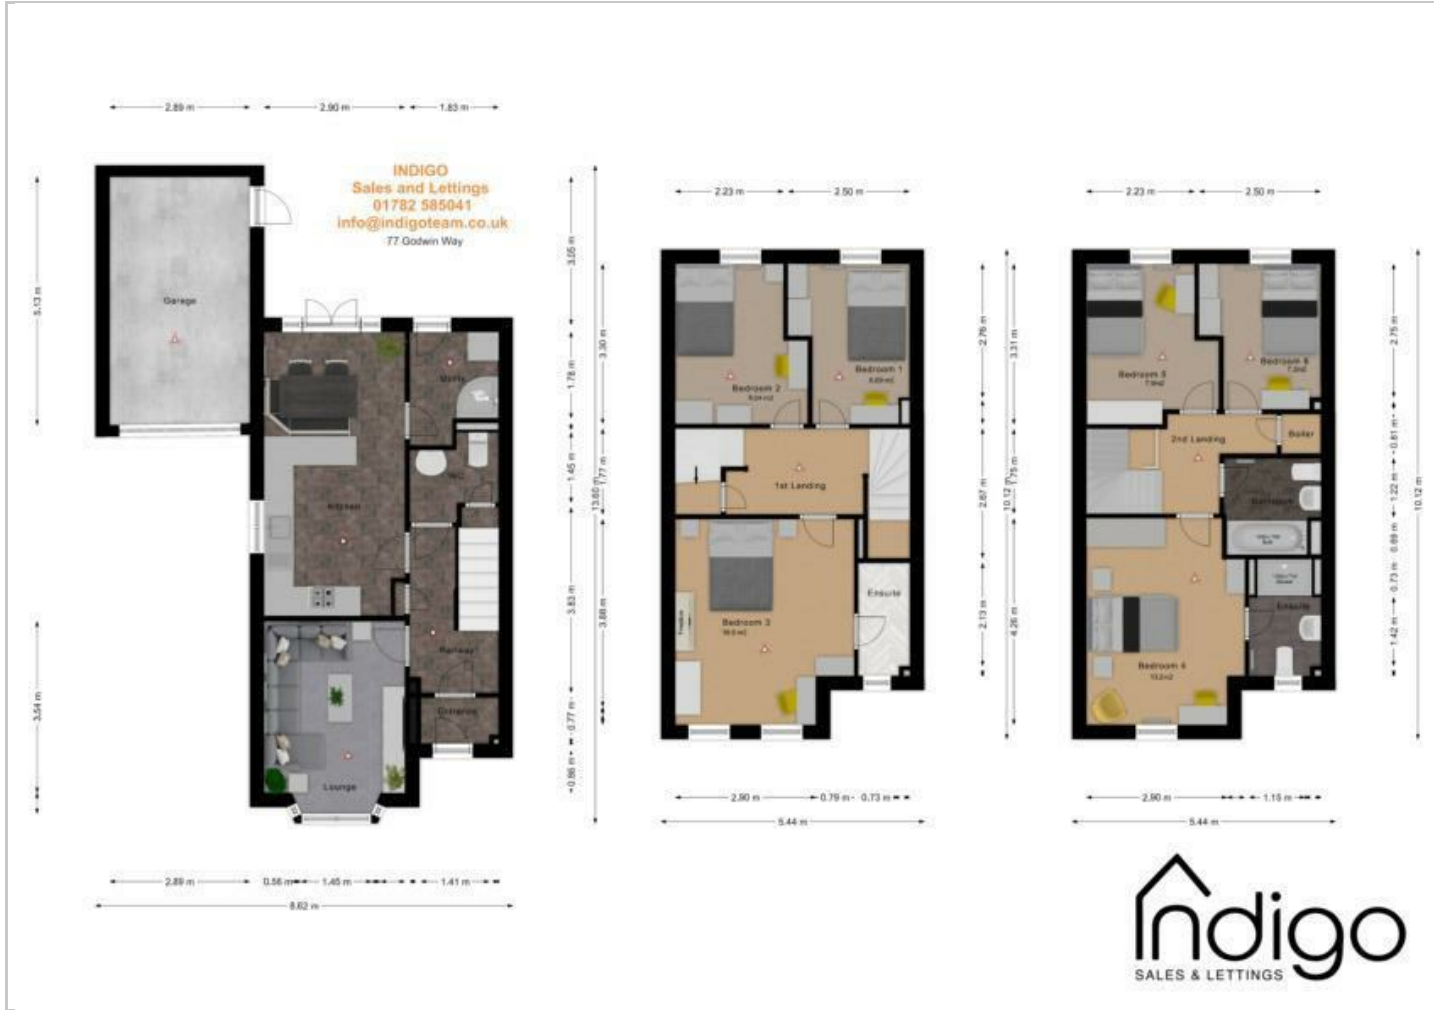 2.89 m
2.90 m
1.83 m
INDIGO
Sales and Lettings
01782 585041
info@indigoteam.co.uk
77 Godwin Way
5.13 m
3.54 m
Garage
Utility
WC
Kitchen
Hallway
Entrance
Lounge
3.05 m
1.78 m
1.45 m
3.83 m
0.77 m
0.86 m
3.30 m
1.77 m
3.88 m
13.60 m
2.89 m
0.56 m
1.45 m
1.41 m
8.62 m
2.23 m
2.50 m
Bedroom 2
Bedroom 1
1st Landing
Bedroom 3
Ensuite
2.76 m
2.67 m
2.13 m
3.31 m
1.75 m
4.26 m
10.12 m
2.90 m
0.79 m
0.73 m
5.44 m
2.23 m
2.50 m
Bedroom 5
Bedroom 6
2nd Landing
Boiler
Bathroom
Ensuite
Bedroom 4
13.2m2
2.75 m
0.81 m
1.22 m
0.89 m
0.73 m
1.42 m
10.12 m
2.90 m
1.15 m
5.44 m
indigo
SALES & LETTINGS